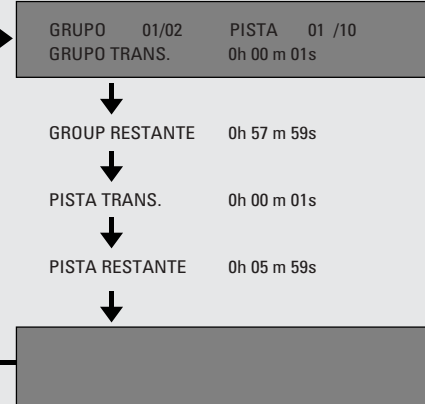 GRUPO 01/02 PISTA 01 /10
GRUPO TRANS. 0h 00 m 01s
GROUP RESTANTE 0h 57 m 59s
PISTA TRANS. 0h 00 m 01s
PISTA RESTANTE 0h 05 m 59s